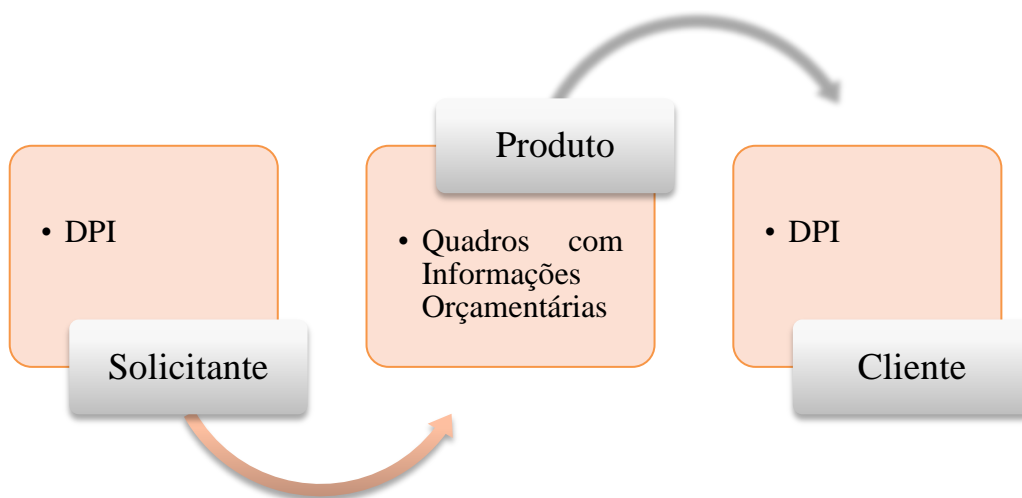 • DPI
Solicitante
Produto
• Quadros com
Informações
Orçamentárias
• DPI
Cliente